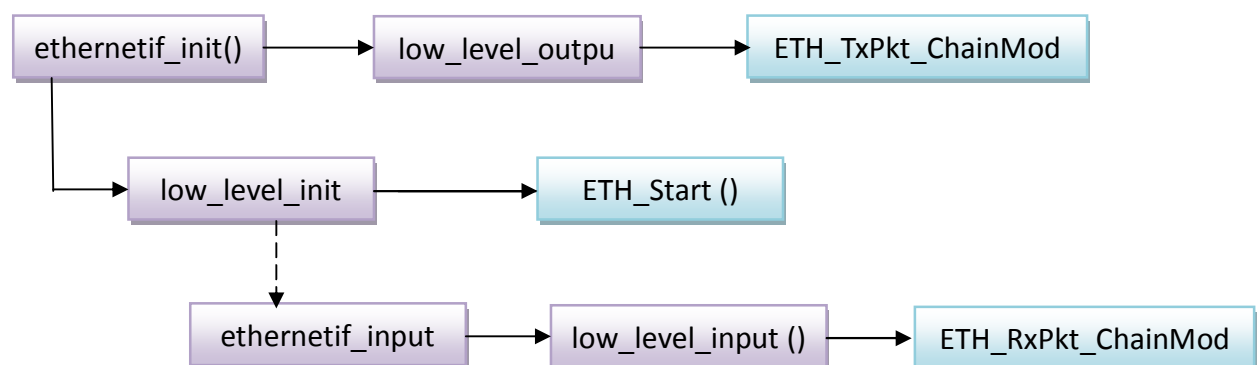 ethernetif_init()
low_level_outpu
ETH_TxPkt_ChainMod
low_level_init
ETH_Start ()
ethernetif_input
low_level_input ()
ETH_RxPkt_ChainMod